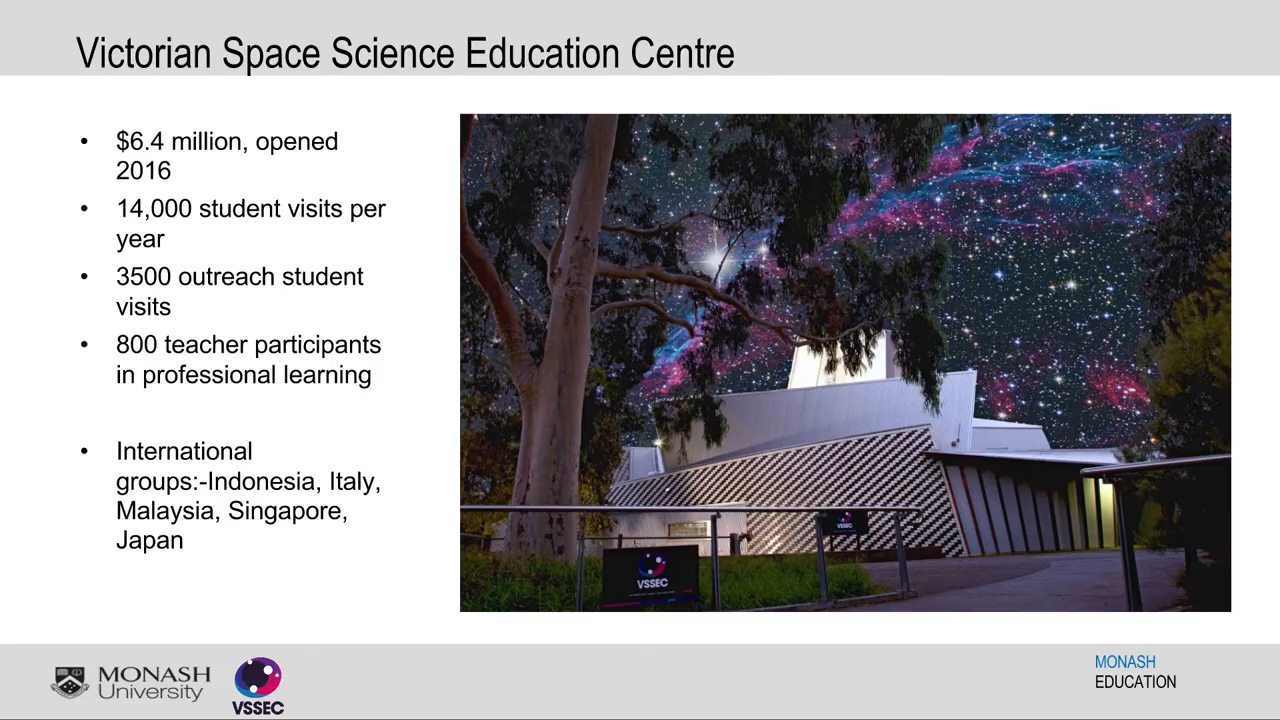 Victorian Space Science Education Centre
• $6.4 million, opened
2016
• 14,000 student visits per
year
• 3500 outreach student
visits
• 800 teacher participants
in professional learning
• International
groups:-Indonesia, Italy,
Malaysia, Singapore,
Japan
VSSEC
VSSEC
MONASH
University
VSSEC
MONASH
EDUCATION